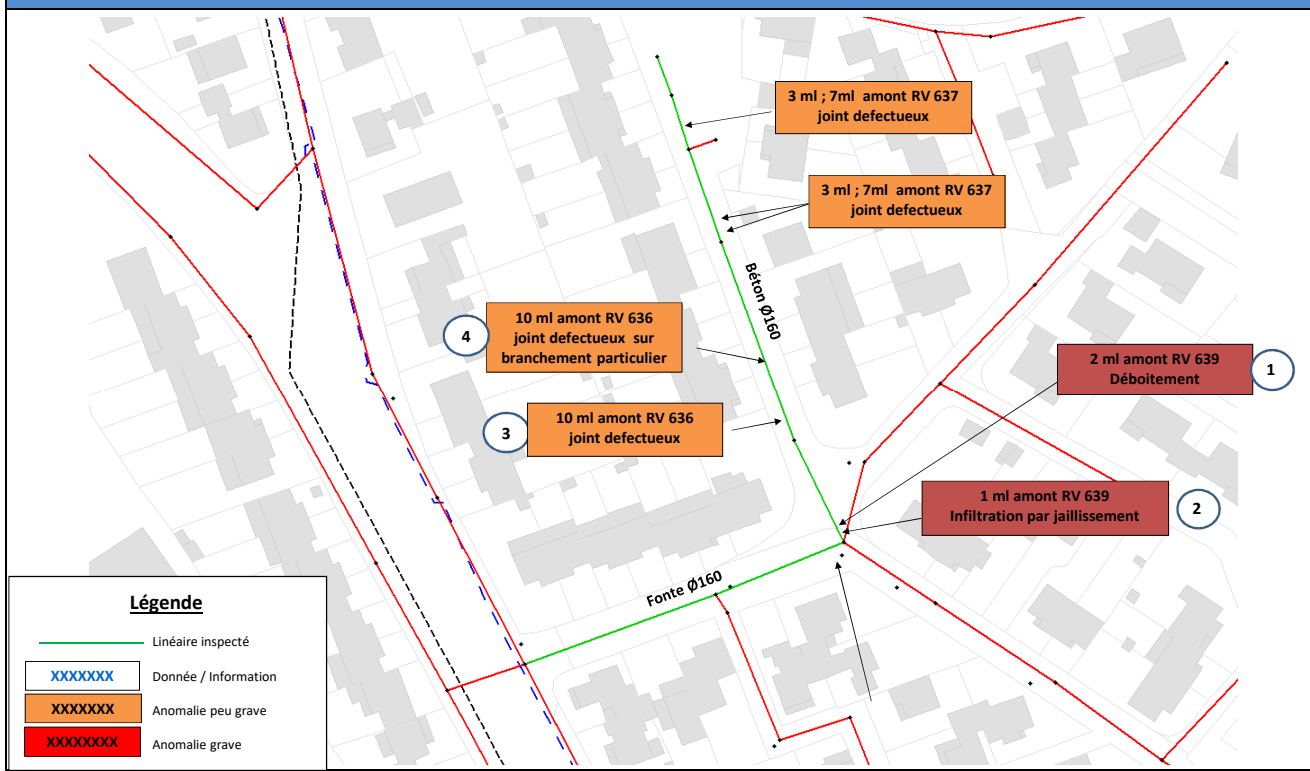 3 ml ; 7ml  amont RV 637
joint defectueux
3 ml ; 7ml  amont RV 637
joint defectueux
Béton Ø160
4
10 ml amont RV 636
joint defectueux  sur
branchement particulier
2 ml amont RV 639
Déboitement
1
3
10 ml amont RV 636
joint defectueux
1 ml amont RV 639
Infiltration par jaillissement
2
Fonte Ø160
Légende
Linéaire inspecté
XXXXXXX
Donnée / Information
XXXXXXX
Anomalie peu grave
XXXXXXXX
Anomalie grave